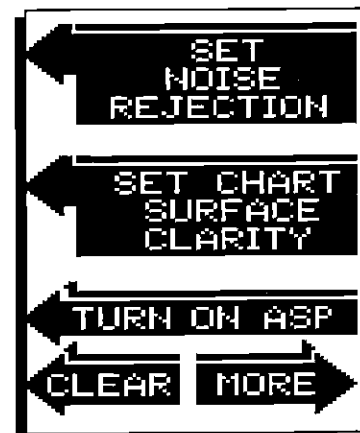 SET
NOISE
REJECTION
SET CHART
SURFACE
CLARITY
TURN ON ASP
CLEAR MORE